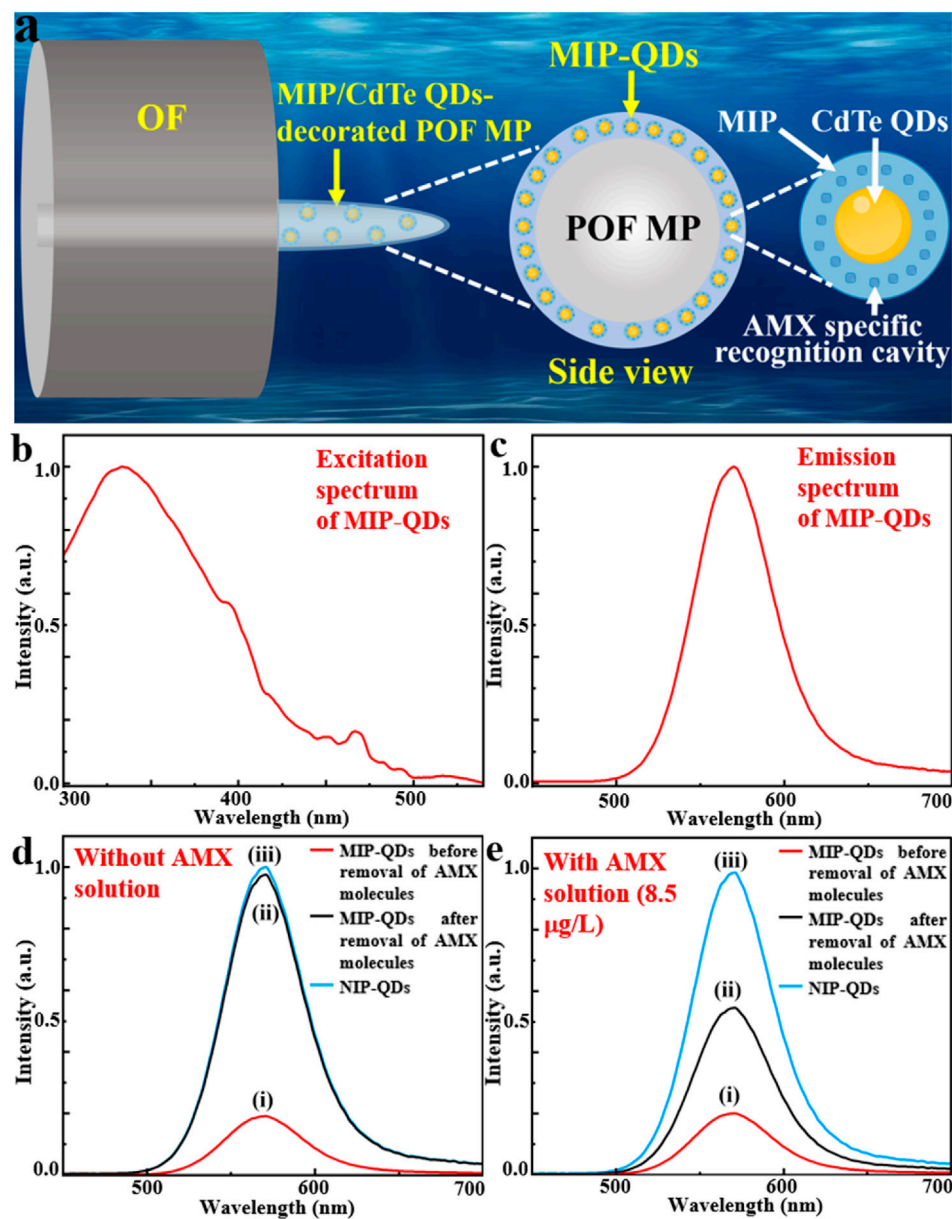 a
OF
MIP/CdTe QDs-
decorated POF MP
MIP-QDs
POF MP
Side view
MIP
CdTe QDs
AMX specific
recognition cavity
b
Excitation
spectrum
of MIP-QDs
Intensity (a.u.)
1.0
0.5
0.0
300
400
500
Wavelength (nm)
c
Emission
spectrum
of MIP-QDs
Intensity (a.u.)
1.0
0.5
0.0
500
600
700
Wavelength (nm)
d
Without AMX
solution
(iii)
(ii)
(i)
MIP-QDs before
removal of AMX
molecules
MIP-QDs after
removal of AMX
molecules
NIP-QDs
Intensity (a.u.)
1.0
0.5
0.0
500
600
700
Wavelength (nm)
e
With AMX
solution (8.5
µg/L)
(iii)
(ii)
(i)
MIP-QDs before
removal of AMX
molecules
MIP-QDs after
removal of AMX
molecules
NIP-QDs
Intensity (a.u.)
1.0
0.5
0.0
500
600
700
Wavelength (nm)